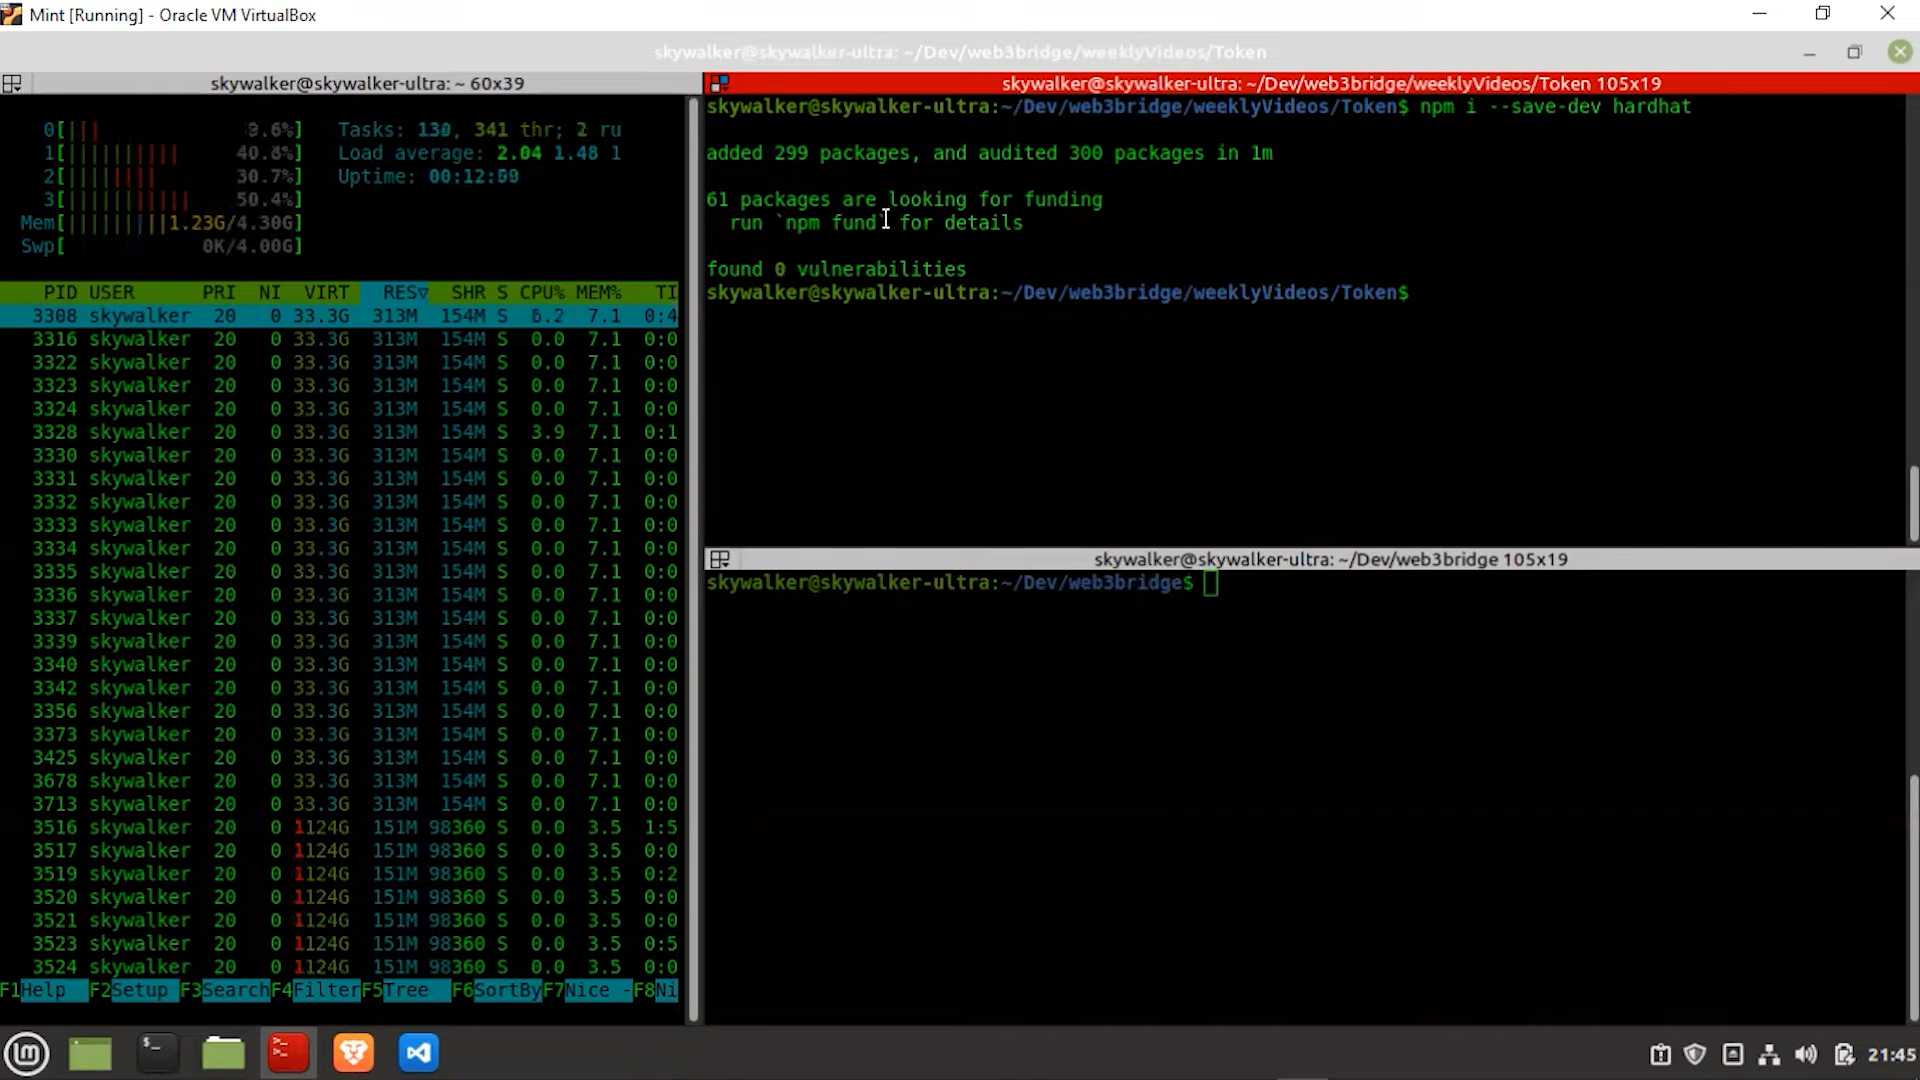 Mint [Running] - Oracle VM VirtualBox
skywalker@skywalker-ultra: ~/Dev/web3bridge/weeklyVideos/Token
skywalker@skywalker-ultra: ~ 60x39
0[||| 8.6%] Tasks: 130, 341 thr; 2 ru
1[|||||||||| 40.8%] Load average: 2.04 1.48 1
2[|||||||| 30.7%] Uptime: 00:12:59
3[||||||||||| 50.4%]
Mem[|||||||||1.23G/4.30G]
Swp[ 0K/4.00G]
PID USER PRI NI VIRT RES▽ SHR S CPU% MEM% TI
3308 skywalker 20 0 33.3G 313M 154M S 6.2 7.1 0:4
3316 skywalker 20 0 33.3G 313M 154M S 0.0 7.1 0:0
3322 skywalker 20 0 33.3G 313M 154M S 0.0 7.1 0:0
3323 skywalker 20 0 33.3G 313M 154M S 0.0 7.1 0:0
3324 skywalker 20 0 33.3G 313M 154M S 0.0 7.1 0:0
3328 skywalker 20 0 33.3G 313M 154M S 3.9 7.1 0:1
3330 skywalker 20 0 33.3G 313M 154M S 0.0 7.1 0:0
3331 skywalker 20 0 33.3G 313M 154M S 0.0 7.1 0:0
3332 skywalker 20 0 33.3G 313M 154M S 0.0 7.1 0:0
3333 skywalker 20 0 33.3G 313M 154M S 0.0 7.1 0:0
3334 skywalker 20 0 33.3G 313M 154M S 0.0 7.1 0:0
3335 skywalker 20 0 33.3G 313M 154M S 0.0 7.1 0:0
3336 skywalker 20 0 33.3G 313M 154M S 0.0 7.1 0:0
3337 skywalker 20 0 33.3G 313M 154M S 0.0 7.1 0:0
3339 skywalker 20 0 33.3G 313M 154M S 0.0 7.1 0:0
3340 skywalker 20 0 33.3G 313M 154M S 0.0 7.1 0:0
3342 skywalker 20 0 33.3G 313M 154M S 0.0 7.1 0:0
3356 skywalker 20 0 33.3G 313M 154M S 0.0 7.1 0:0
3373 skywalker 20 0 33.3G 313M 154M S 0.0 7.1 0:0
3425 skywalker 20 0 33.3G 313M 154M S 0.0 7.1 0:0
3678 skywalker 20 0 33.3G 313M 154M S 0.0 7.1 0:0
3713 skywalker 20 0 33.3G 313M 154M S 0.0 7.1 0:0
3516 skywalker 20 0 1124G 151M 98360 S 0.0 3.5 1:5
3517 skywalker 20 0 1124G 151M 98360 S 0.0 3.5 0:0
3519 skywalker 20 0 1124G 151M 98360 S 0.0 3.5 0:2
3520 skywalker 20 0 1124G 151M 98360 S 0.0 3.5 0:0
3521 skywalker 20 0 1124G 151M 98360 S 0.0 3.5 0:0
3523 skywalker 20 0 1124G 151M 98360 S 0.0 3.5 0:5
3524 skywalker 20 0 1124G 151M 98360 S 0.0 3.5 0:0
F1Help F2Setup F3SearchF4FilterF5Tree F6SortByF7Nice -F8Ni
skywalker@skywalker-ultra: ~/Dev/web3bridge/weeklyVideos/Token 105x19
skywalker@skywalker-ultra:~/Dev/web3bridge/weeklyVideos/Token$ npm i --save-dev hardhat
added 299 packages, and audited 300 packages in 1m
61 packages are looking for funding
run `npm fund` for details
found 0 vulnerabilities
skywalker@skywalker-ultra:~/Dev/web3bridge/weeklyVideos/Token$
skywalker@skywalker-ultra: ~/Dev/web3bridge 105x19
skywalker@skywalker-ultra:~/Dev/web3bridge$
21:45